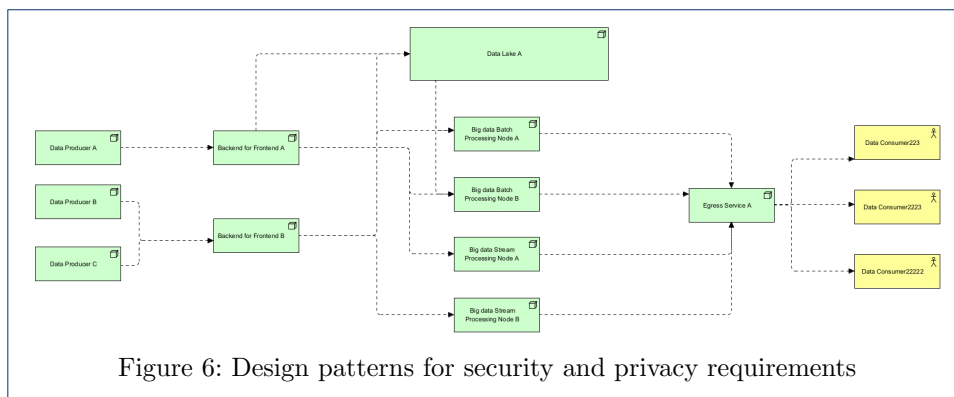 Data Lake A
Big data Batch
Processing Node A
Data Producer A
Backend for Frontend A
Data Consumer223
Data Producer B
Big data Batch
Processing Node B
Egress Service A
Data Consumer2223
Backend for Frontend B
Data Producer C
Big data Stream
Processing Node A
Data Consumer22222
Big data Stream
Processing Node B
Figure 6: Design patterns for security and privacy requirements